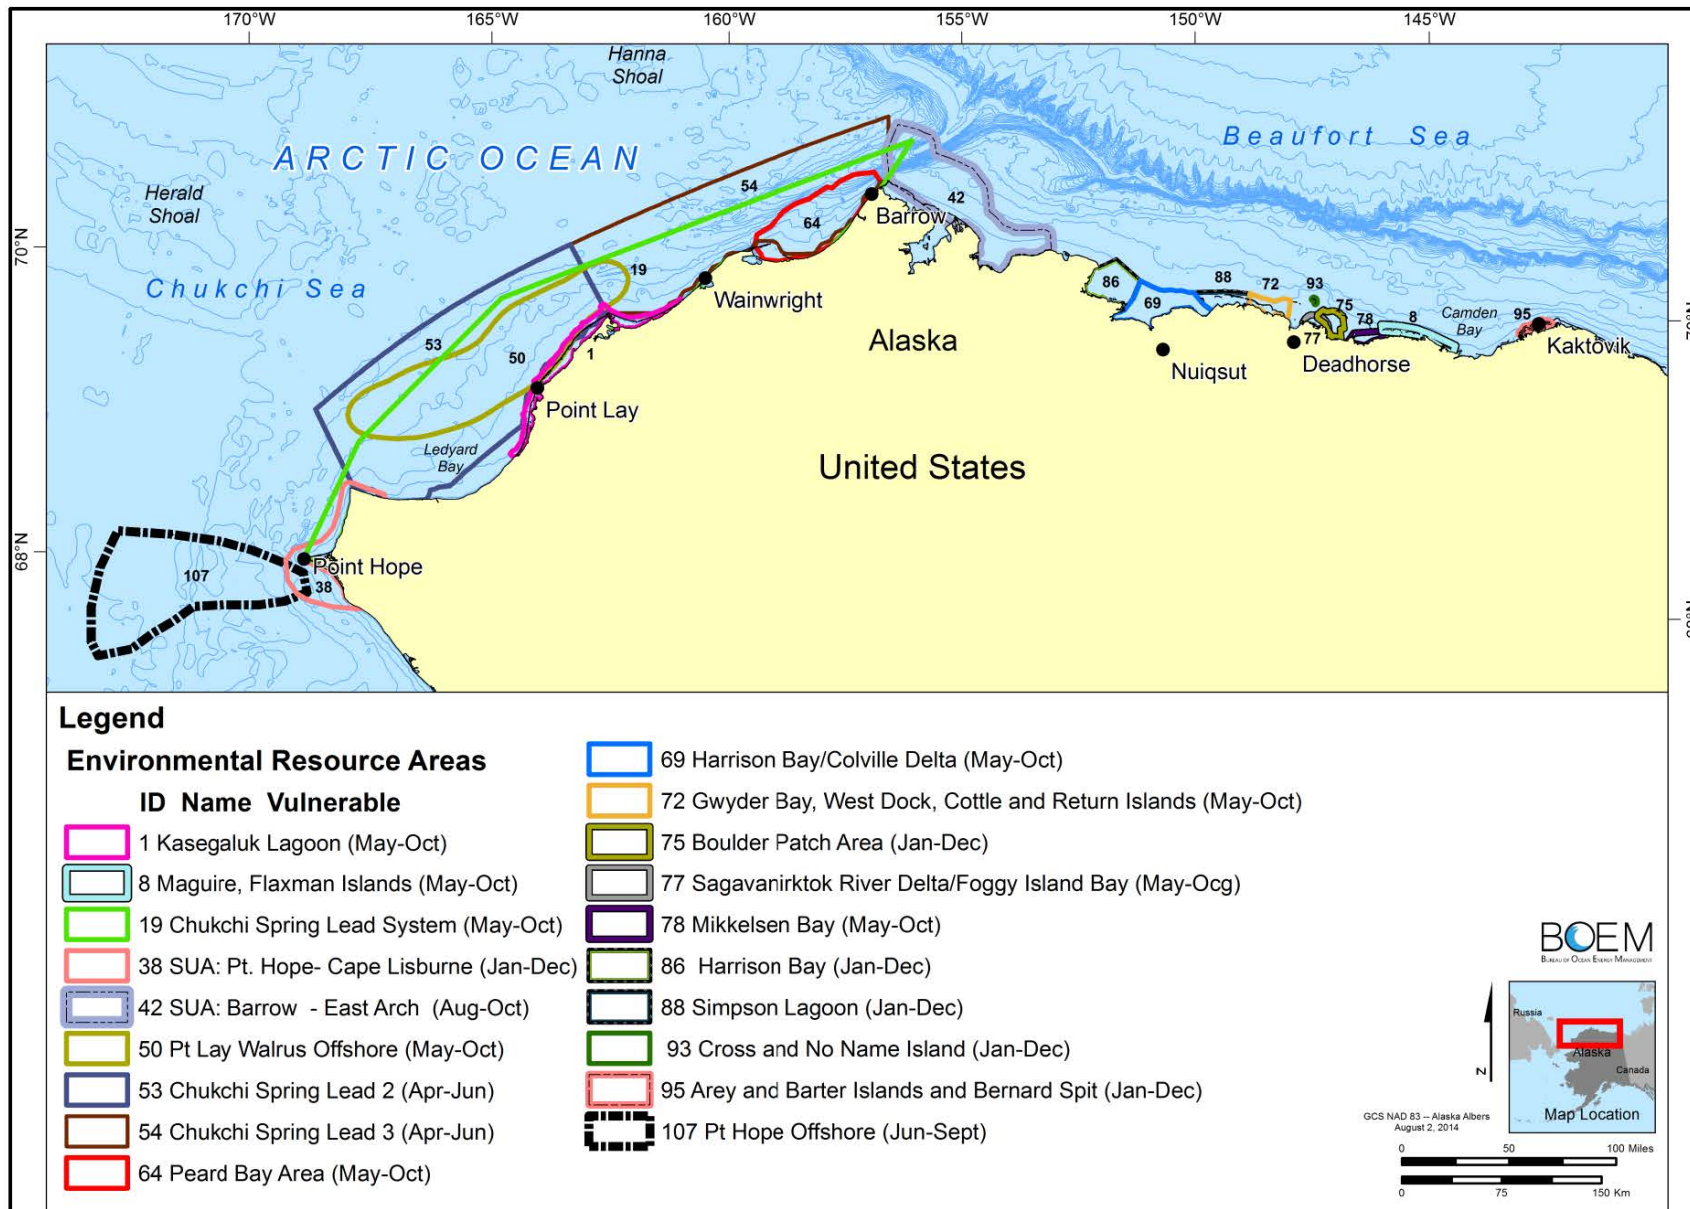 170°W 165°W 160°W 155°W 150°W 145°W
Hanna
Shoal
Beaufort Sea
ARCTIC OCEAN
54
Herald
Shoal
42
Barrow
64
70°N
19
Chukchi Sea
Wainwright
86
88
72
93
69
75
78
8
Camden
Bay
95
70°N
Alaska
53
50
1
77
Kaktovik
Nuiqsut
Deadhorse
Point Lay
Ledyard
Bay
United States
68°N
Point Hope
107
38
68°N
Legend
Environmental Resource Areas
ID Name Vulnerable
1 Kasegaluk Lagoon (May-Oct)
8 Maguire, Flaxman Islands (May-Oct)
19 Chukchi Spring Lead System (May-Oct)
38 SUA: Pt. Hope- Cape Lisburne (Jan-Dec)
42 SUA: Barrow - East Arch (Aug-Oct)
50 Pt Lay Walrus Offshore (May-Oct)
53 Chukchi Spring Lead 2 (Apr-Jun)
54 Chukchi Spring Lead 3 (Apr-Jun)
64 Peard Bay Area (May-Oct)
69 Harrison Bay/Colville Delta (May-Oct)
72 Gwyder Bay, West Dock, Cottle and Return Islands (May-Oct)
75 Boulder Patch Area (Jan-Dec)
77 Sagavanirktok River Delta/Foggy Island Bay (May-Ocg)
78 Mikkelsen Bay (May-Oct)
86 Harrison Bay (Jan-Dec)
88 Simpson Lagoon (Jan-Dec)
93 Cross and No Name Island (Jan-Dec)
95 Arey and Barter Islands and Bernard Spit (Jan-Dec)
107 Pt Hope Offshore (Jun-Sept)
BOEM
BUREAU OF OCEAN ENERGY MANAGEMENT
N
Russia
Alaska
Canada
Map Location
GCS NAD 83 – Alaska Albers
August 2, 2014
0 50 100 Miles
0 75 150 Km